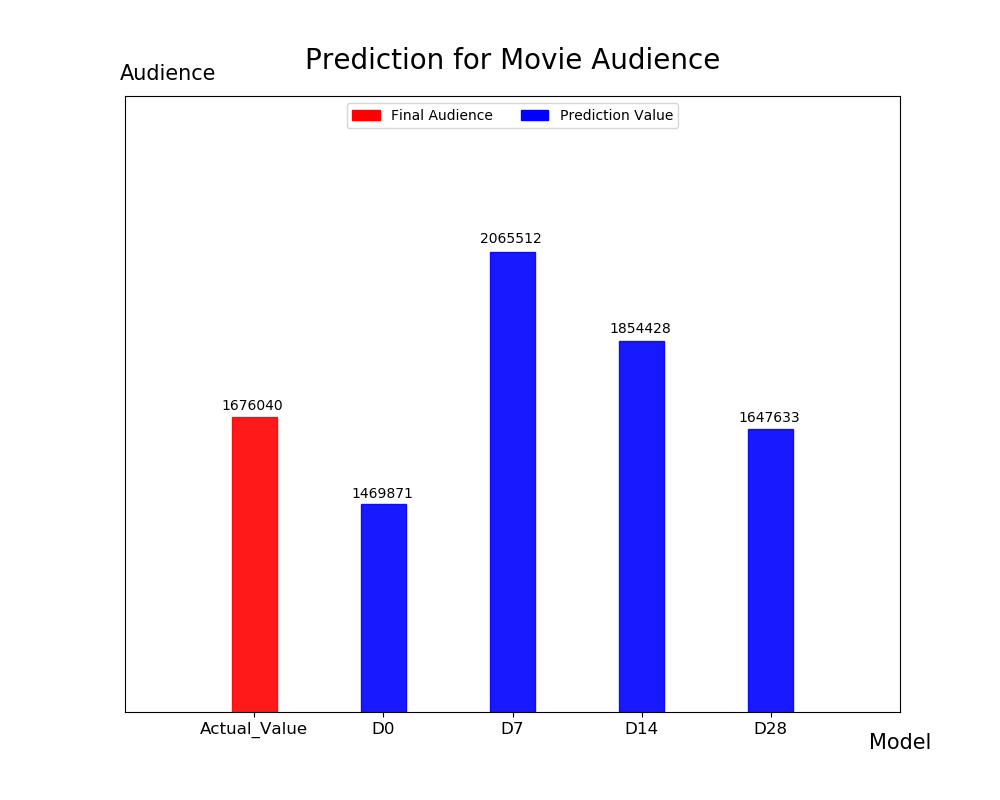 Prediction for Movie Audience
Audience
Final Audience
Prediction Value
2065512
1854428
1676040
1647633
1469871
Actual_Value
D0
D7
D14
D28
Model